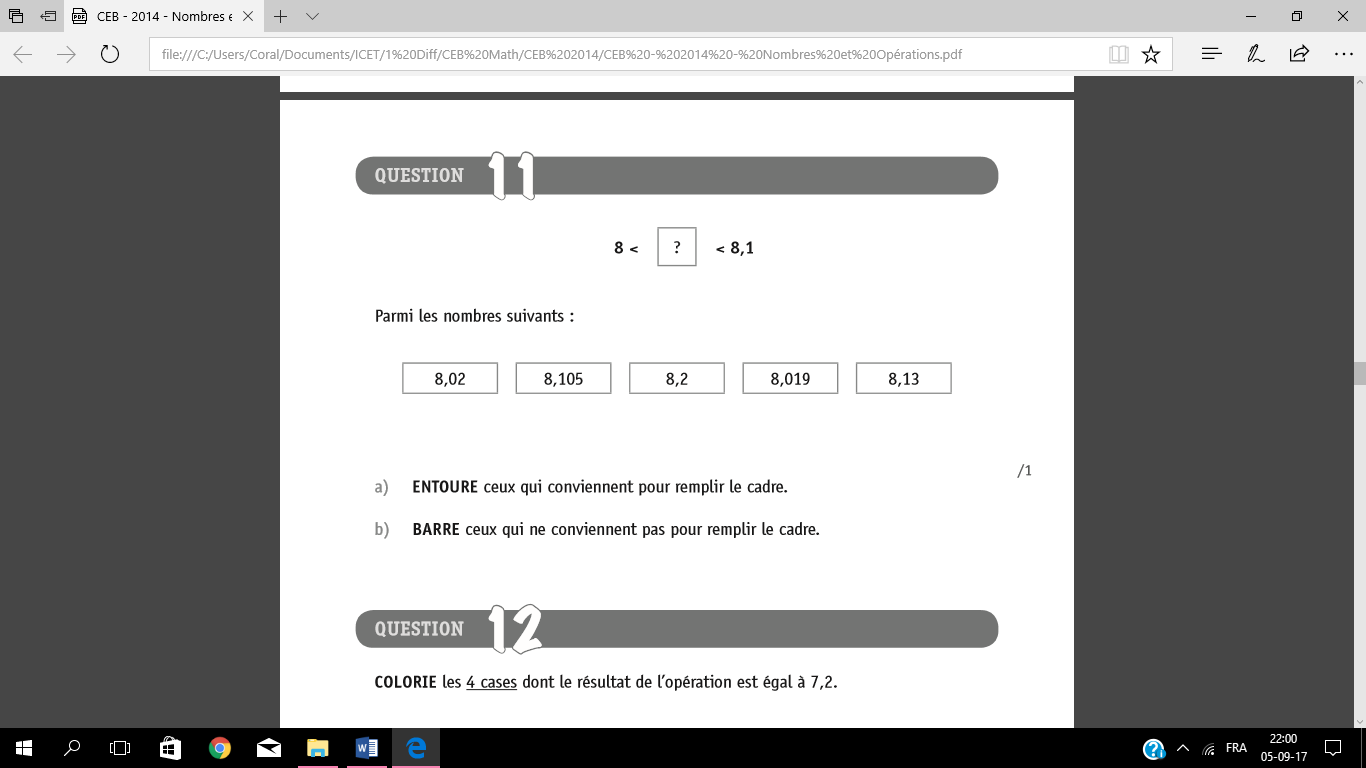 CEB - 2014 - Nombres e
file:///C:/Users/Coral/Documents/ICET/1%20Diff/CEB%20Math/CEB%202014/CEB%20-%202014%20-%20Nombres%20et%20Opérations.pdf
QUESTION 11
8 < ? < 8,1
Parmi les nombres suivants :
8,02 8,105 8,2 8,019 8,13
/1
a) ENTOURE ceux qui conviennent pour remplir le cadre.
b) BARRE ceux qui ne conviennent pas pour remplir le cadre.
QUESTION 12
COLORIE les 4 cases dont le résultat de l'opération est égal à 7,2.
FRA
22:00
05-09-17